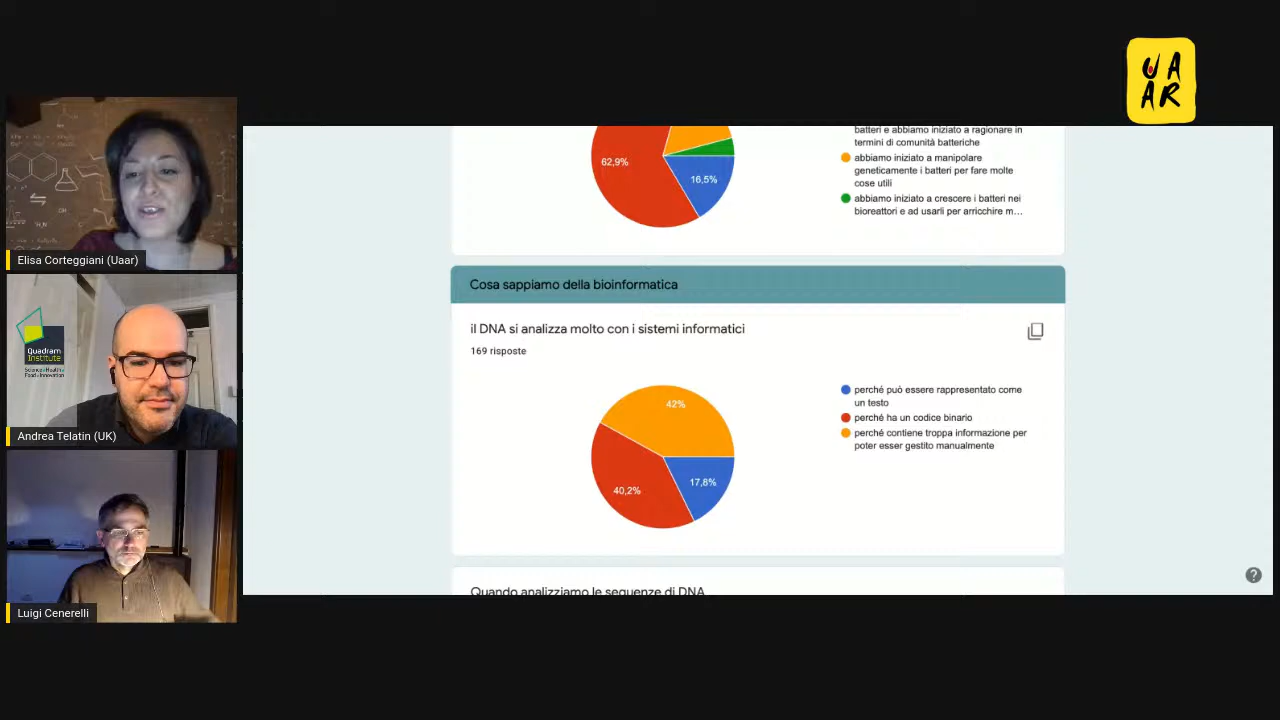 UA
AR
Elisa Corteggiani (Uaar)
Quadram
Institute
Andrea Telatin (UK)
Luigi Cenerelli
62,9%
16,5%
batteri e abbiamo iniziato a ragionare in
termini di comunità batteriche
abbiamo iniziato a manipolare
geneticamente i batteri per fare molte
cose utili
abbiamo iniziato a crescere i batteri nei
bioreattori e ad usarli per arricchire m...
Cosa sappiamo della bioinformatica
il DNA si analizza molto con i sistemi informatici
169 risposte
42%
40,2%
17,8%
perché può essere rappresentato come
un testo
perché ha un codice binario
perché contiene troppa informazione per
poter esser gestito manualmente
Quando analizziamo le sequenze di DNA